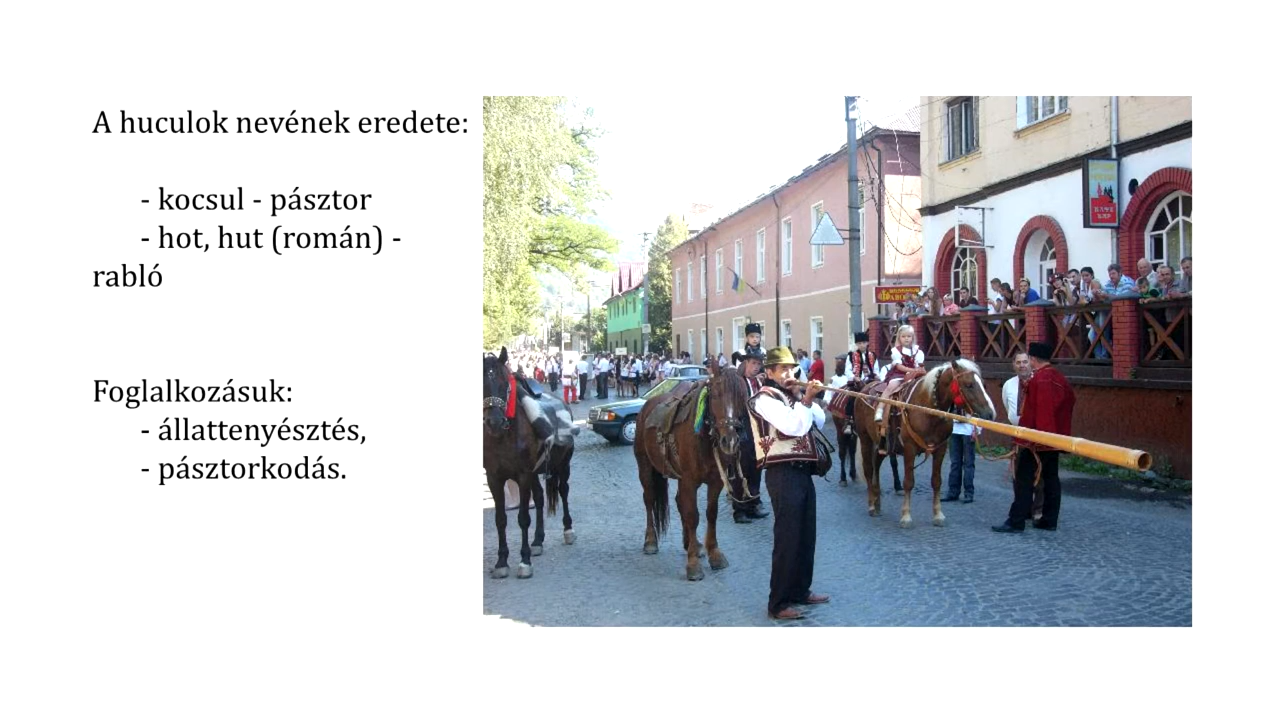 A huculok nevének eredete:
- kocsul - pásztor
- hot, hut (román) -
rabló
Foglalkozásuk:
- állattenyésztés,
- pásztorkodás.